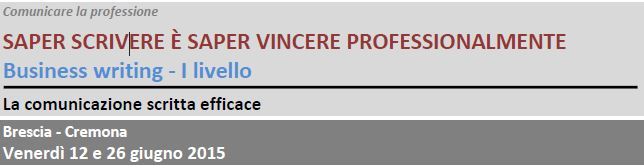 Comunicare la professione
SAPER SCRIVERE È SAPER VINCERE PROFESSIONALMENTE
Business writing - I livello
La comunicazione scritta efficace
Brescia - Cremona
Venerdì 12 e 26 giugno 2015